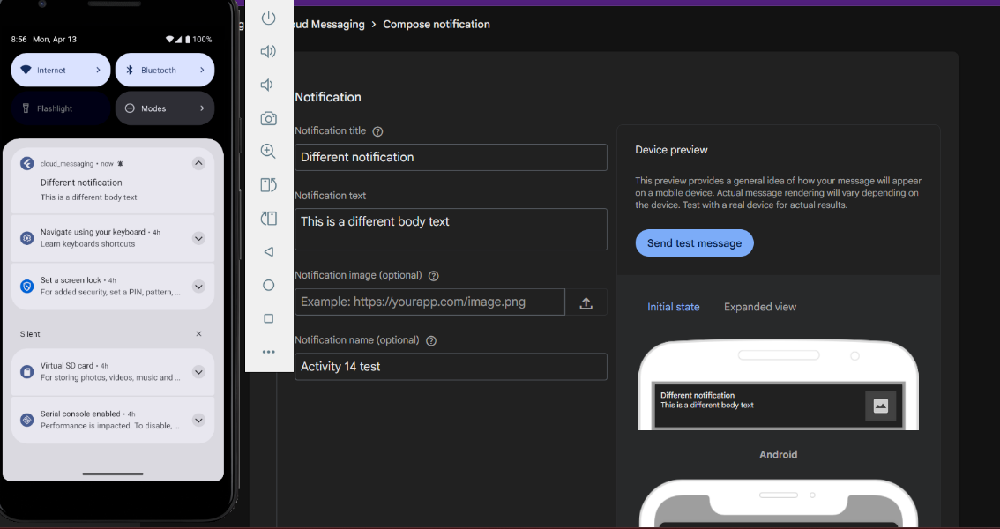 8:56 Mon, Apr 13
100%
Internet
Bluetooth
Flashlight
Modes
cloud_messaging • now
Different notification
This is a different body text
Navigate using your keyboard • 4h
Learn keyboards shortcuts
Set a screen lock • 4h
For added security, set a PIN, pattern, ...
Silent
Virtual SD card • 4h
For storing photos, videos, music and ...
Serial console enabled • 4h
Performance is impacted. To disable, ...
oud Messaging > Compose notification
Notification
Notification title
Different notification
Notification text
This is a different body text
Notification image (optional)
Example: https://yourapp.com/image.png
Notification name (optional)
Activity 14 test
Device preview
This preview provides a general idea of how your message will appear
on a mobile device. Actual message rendering will vary depending on
the device. Test with a real device for actual results.
Send test message
Initial state
Expanded view
Different notification
This is a different body text
Android